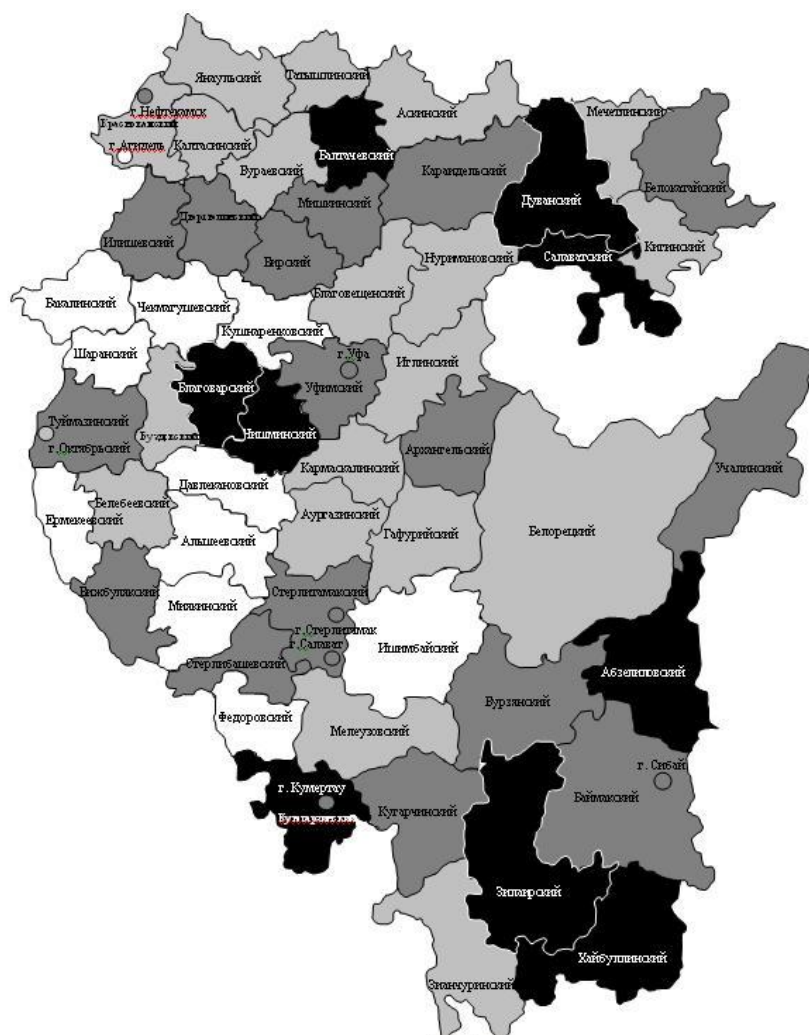 Янаульский
Татышлинский
г.Нефтекамск
Аскинский
Мечетлинский
г.Агидель
Калтасинский
Балтачевский
Бураевский
Караидельский
Белокатайский
Мишкинский
Дуванский
Илишевский
Бирский
Нуримановский
Салаватский
Кигинский
Бакалинский
Чекмагушевский
Благовещенский
Кушнаренковский
Шаранский
г.Уфа
Иглинский
Благоварский
Уфимский
Туймазинский
г.Октябрьский
Чишминский
Архангельский
Учалинский
Кармаскалинский
Давлекановский
Белебеевский
Ермекеевский
Аургазинский
Гафурийский
Белорецкий
Альшеевский
Бижбулякский
Стерлитамакский
Миякинский
г.Стерлитамак
г.Салават
Ишимбайский
Стерлибашевский
Абзелиловский
Бурзянский
Федоровский
Мелеузовский
г.Сибай
г.Кумертау
Баймакский
Кугарчинский
Зилаирский
Хайбуллинский
Зианчуринский